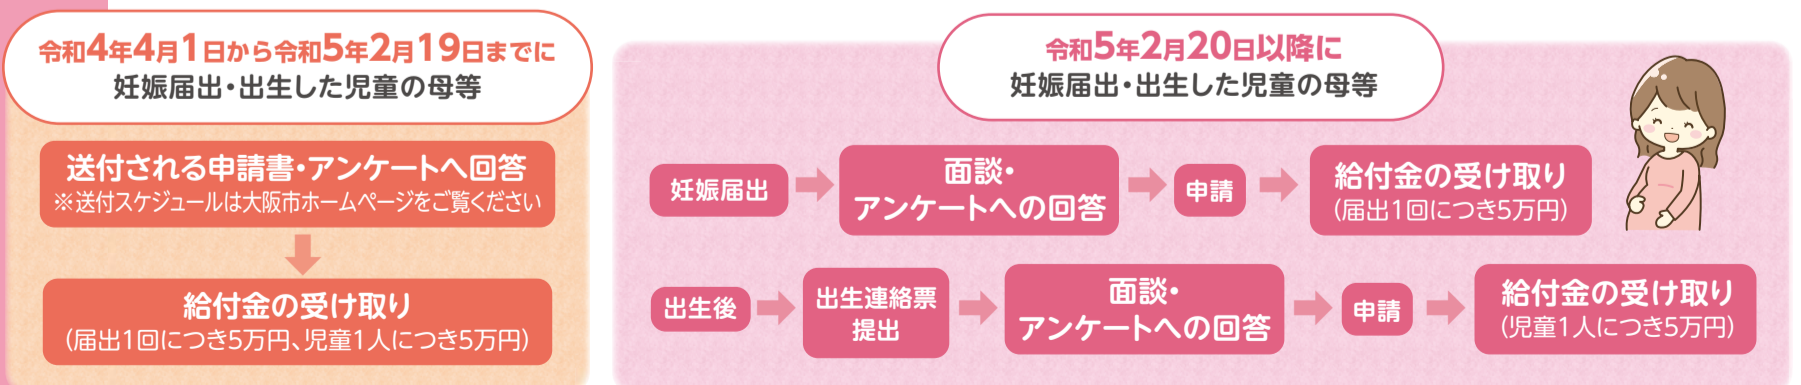 令和4年4月1日から令和5年2月19日までに
妊娠届出・出生した児童の母等
送付される申請書・アンケートへ回答
※送付スケジュールは大阪市ホームページをご覧ください
給付金の受け取り
(届出1回につき5万円、児童1人につき5万円)
令和5年2月20日以降に
妊娠届出・出生した児童の母等
妊娠届出
面談・
アンケートへの回答
申請
給付金の受け取り
(届出1回につき5万円)
出生後
出生連絡票
提出
面談・
アンケートへの回答
申請
給付金の受け取り
(児童1人につき5万円)